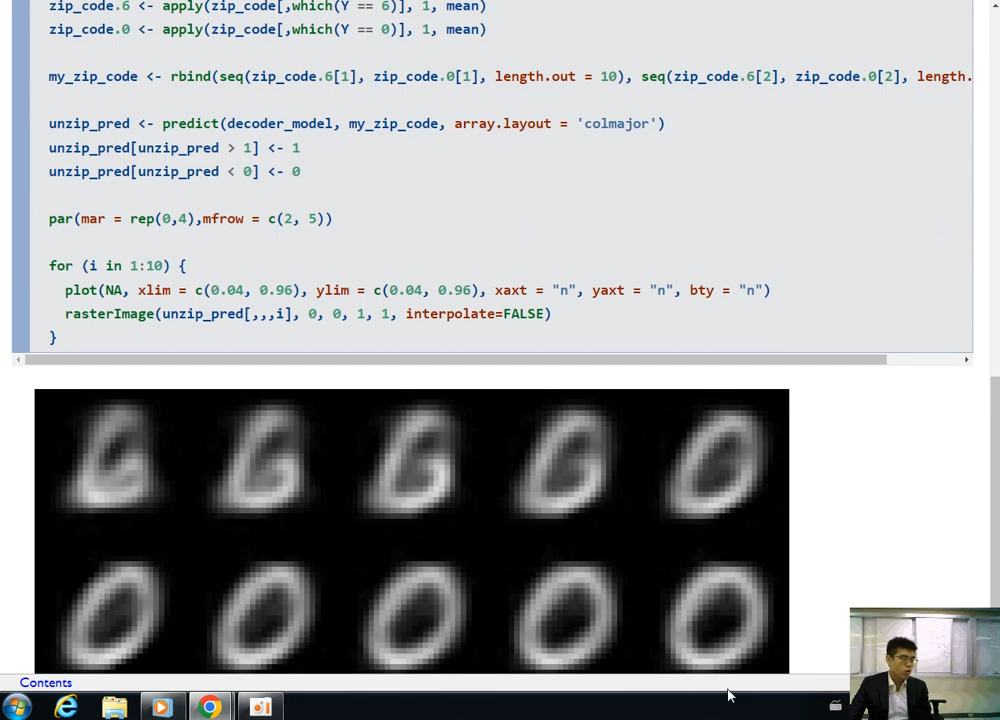 zip_code.6 <- apply(zip_code[,which(Y == 6)], 1, mean)
zip_code.0 <- apply(zip_code[,which(Y == 0)], 1, mean)
my_zip_code <- rbind(seq(zip_code.6[1], zip_code.0[1], length.out = 10), seq(zip_code.6[2], zip_code.0[2], length.
unzip_pred <- predict(decoder_model, my_zip_code, array.layout = 'colmajor')
unzip_pred[unzip_pred > 1] <- 1
unzip_pred[unzip_pred < 0] <- 0
par(mar = rep(0,4),mfrow = c(2, 5))
for (i in 1:10) {
plot(NA, xlim = c(0.04, 0.96), ylim = c(0.04, 0.96), xaxt = "n", yaxt = "n", bty = "n")
rasterImage(unzip_pred[,,,i], 0, 0, 1, 1, interpolate=FALSE)
}
Contents